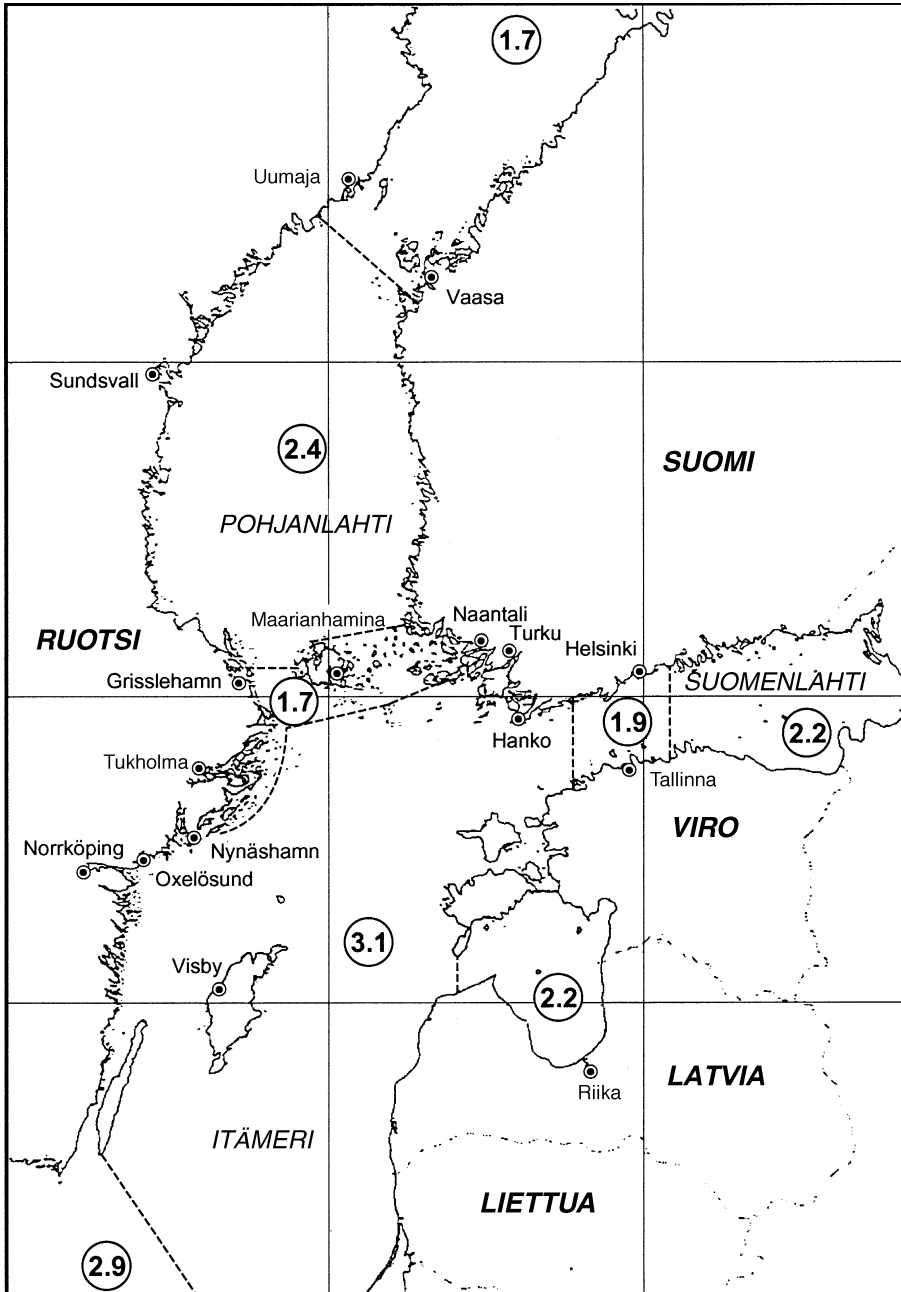 1.7
Uumaja
Vaasa
Sundsvall
2.4
SUOMI
POHJANLAHTI
Maarianhamina
Naantali
Turku
RUOTSI
Helsinki
Grisslehamn
SUOMENLAHTI
1.7
Hanko
1.9
2.2
Tukholma
Tallinna
VIRO
Norrköping
Nynäshamn
Oxelösund
3.1
Visby
2.2
LATVIA
Riika
ITÄMERI
LIETTUA
2.9